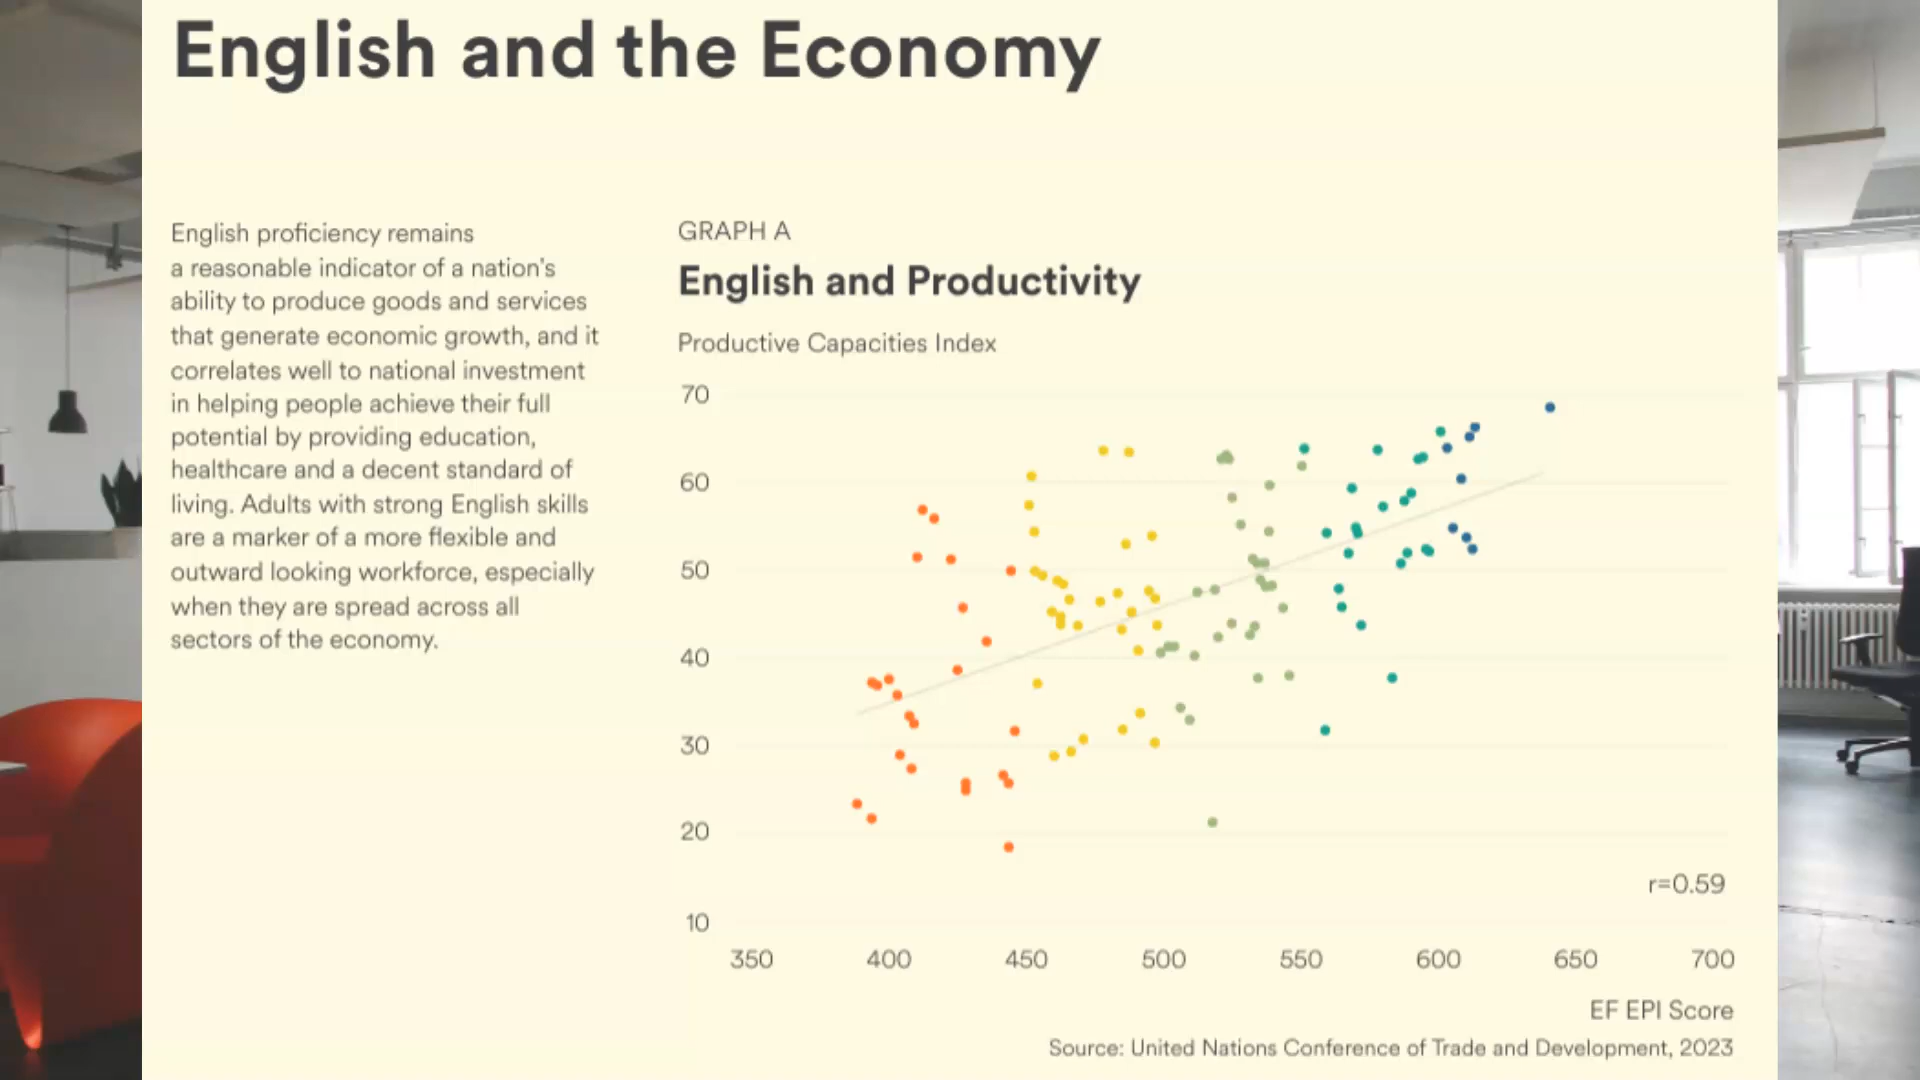 English and the Economy
English proficiency remains
a reasonable indicator of a nation's
ability to produce goods and services
that generate economic growth, and it
correlates well to national investment
in helping people achieve their full
potential by providing education,
healthcare and a decent standard of
living. Adults with strong English skills
are a marker of a more flexible and
outward looking workforce, especially
when they are spread across all
sectors of the economy.
GRAPH A
English and Productivity
Productive Capacities Index
70
60
50
40
30
20
10
r=0.59
350 400 450 500 550 600 650 700
EF EPI Score
Source: United Nations Conference of Trade and Development, 2023